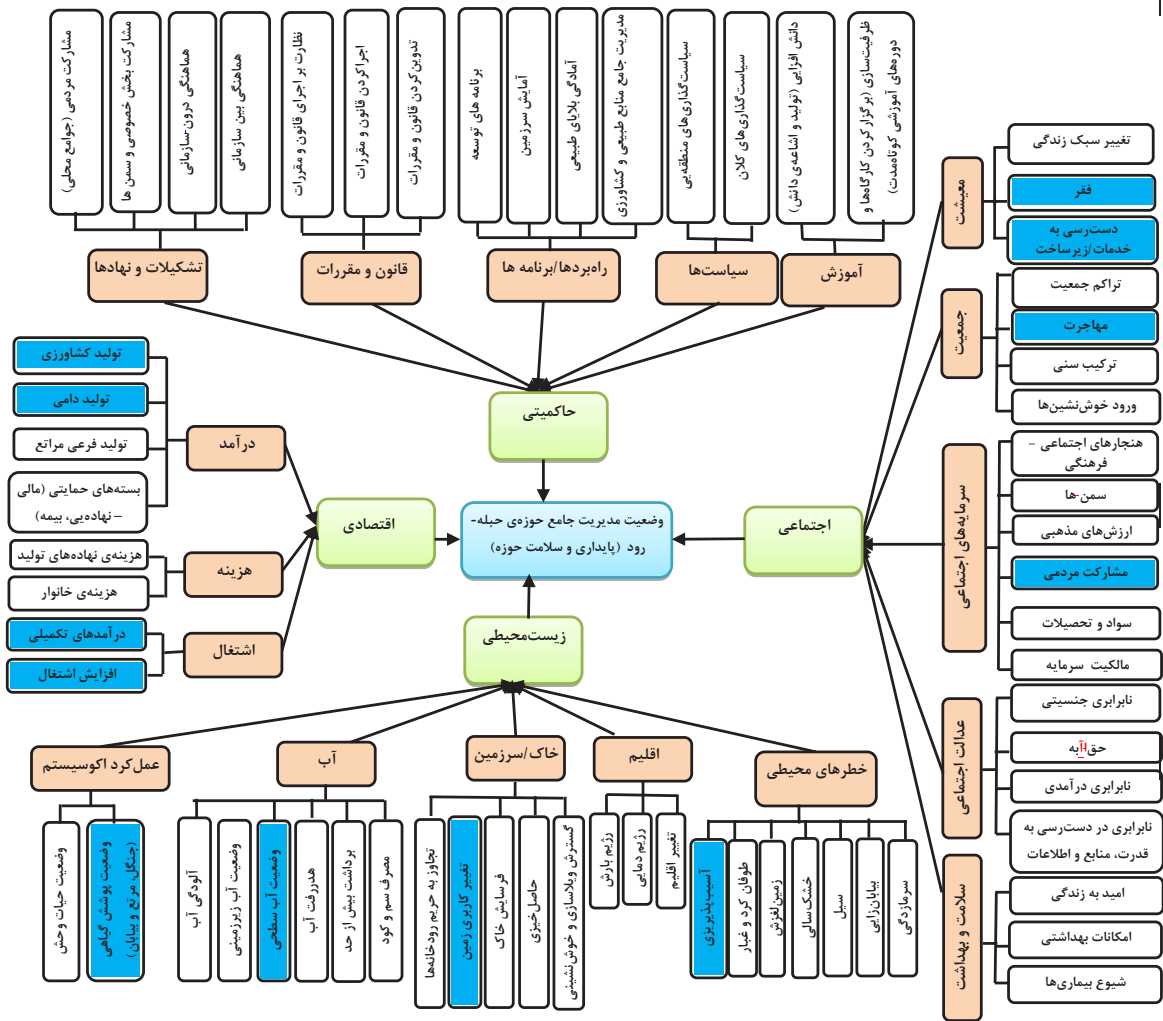 مشارکت مردمی (جوامع محلی)
مشارکت بخش خصوصی و سمن ها
هماهنگی درون-سازمانی
هماهنگی بین سازمانی
تشکیلات و نهادها
نظارت بر اجرای قانون و مقررات
اجراکردن قانون و مقررات
تدوین‌کردن قانون و مقررات
قانون و مقررات
برنامه های توسعه
آمایش سرزمین
آمادگی بلایای طبیعی
مدیریت جامع منابع طبیعی و کشاورزی
راه‌بردها/برنامه ها
سیاست‌گذاری‌های منطقه‌یی
سیاست‌گذاری‌های کلان
سیاست‌ها
دانش افزایی (تولید و اشاعه‌ی دانش)
ظرفیت‌سازی (برگزار کردن کارگاه‌ها و
دوره‌های آموزشی کوتاه‌مدت)
آموزش
حاکمیتی
معیشت
تغییر سبک زندگی
فقر
دست‌رسی به
خدمات/زیرساخت
جمعیت
تراکم جمعیت
مهاجرت
ترکیب سنی
ورود خوش‌نشین‌ها
سرمایه‌های اجتماعی
هنجارهای اجتماعی –
فرهنگی
سمن-ها
ارزش‌های مذهبی
مشارکت مردمی
سواد و تحصیلات
مالکیت سرمایه
عدالت اجتماعی
نابرابری جنسیتی
حق‌آبه
نابرابری درآمدی
نابرابری در دست‌رسی به
قدرت، منابع و اطلاعات
سلامت و بهداشت
امید به زندگی
امکانات بهداشتی
شیوع بیماری‌ها
اجتماعی
وضعیت مدیریت جامع حوزه‌ی حبله-
رود (پایداری و سلامت حوزه)
اقتصادی
درآمد
تولید کشاورزی
تولید دامی
تولید فرعی مراتع
بسته‌های حمایتی (مالی
–نهاده‌یی، بیمه)
هزینه
هزینه‌ی نهاده‌های تولید
هزینه‌ی خانوار
اشتغال
درآمدهای تکمیلی
افزایش اشتغال
زیست‌محیطی
خطرهای محیطی
سرمازدگی
بیابان‌زایی
سیل
خشک‌سالی
زمین‌لغزش
طوفان کرد و غبار
آسیب‌پذیریزی
اقلیم
تغییر اقلیم
رژیم دمایی
رژیم بارش
خاک/سرزمین
گسترش ویلاسازی و خوش‌نشینی
حاصل‌خیزی
فرسایش خاک
تغییر کاربری زمین
تجاوز به حریم رودخانه‌ها
آب
مصرف سم و کود
برداشت بیش از حد
هدررفت آب
وضعیت آب سطحی
وضعیت آب زیرزمینی
آلودگی آب
عمل‌کرد اکوسیستم
وضعیت پوشش گیاهی
(جنگل، مرتع و بیابان)
وضعیت حیات وحش